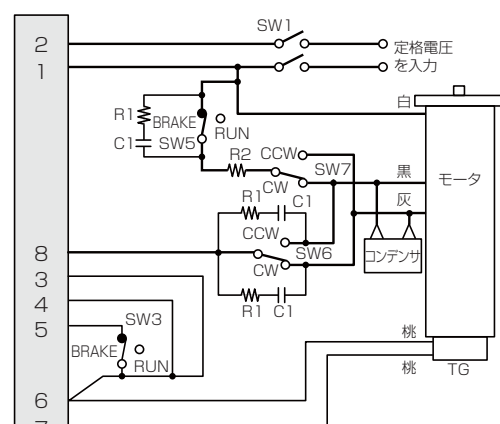 SW1
2
定格電圧
を入力
1
白
R1
BRAKE
RUN
C1
SW5
R2
CCW
SW7
黒
モータ
CW
C1
R1
灰
CCW
SW6
コンデンサ
8
CW
3
R1
C1
4
SW3
5
桃
BRAKE
RUN
桃
TG
6